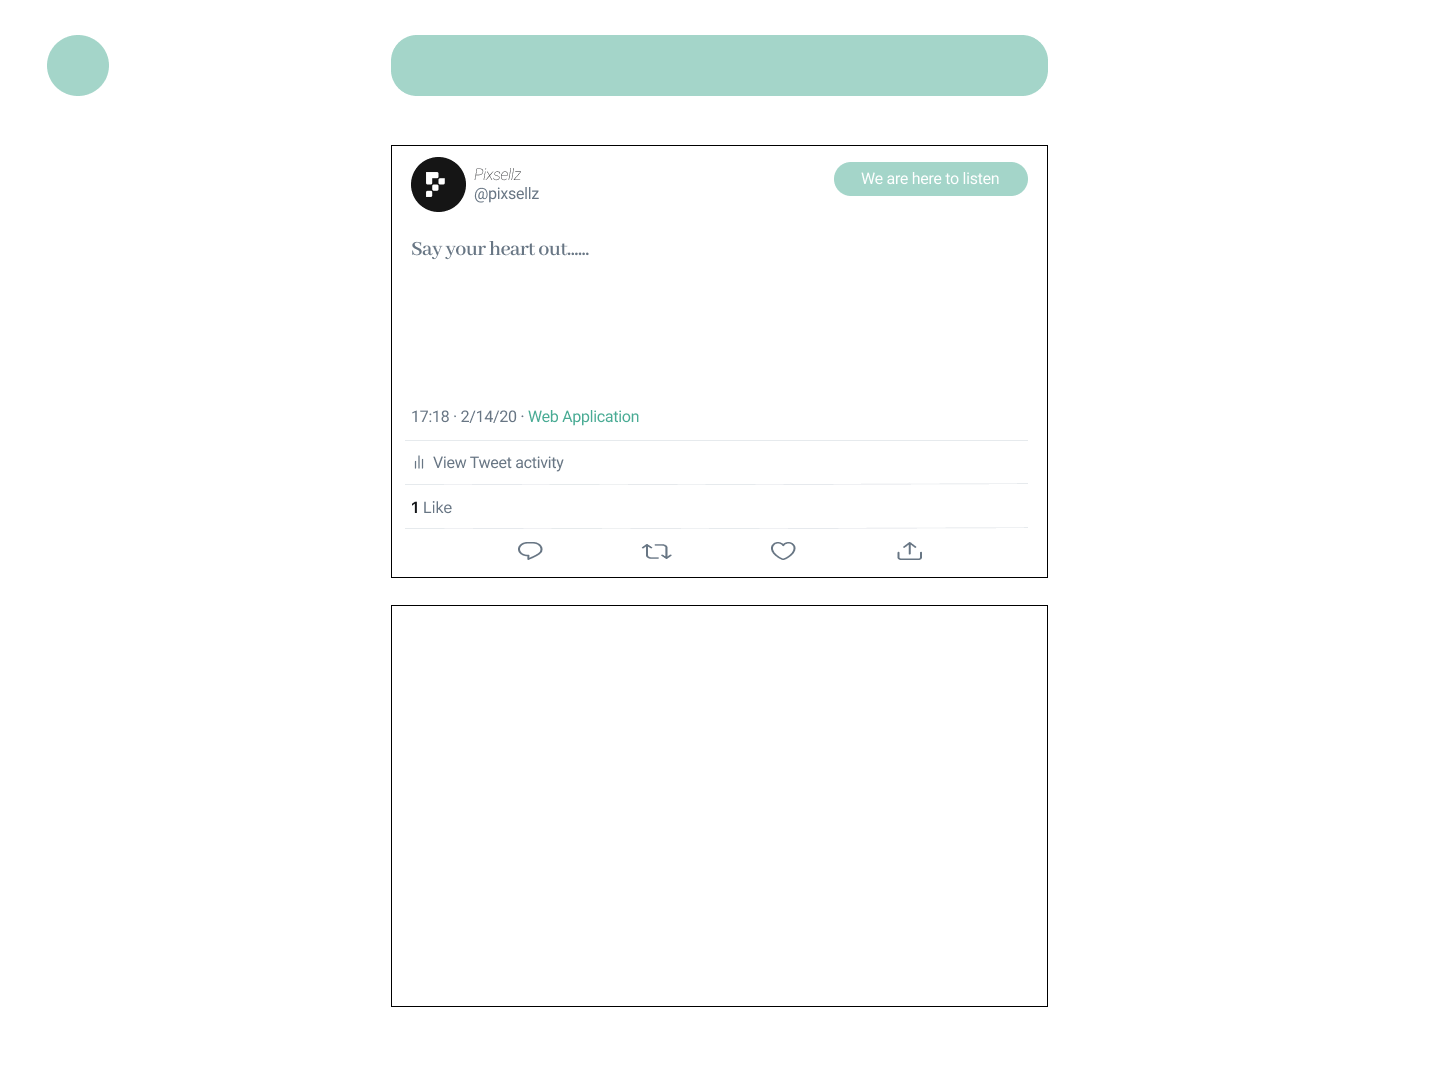 Pixsellz
@pixsellz
We are here to listen
Say your heart out......
17:18 · 2/14/20 · Web Application
View Tweet activity
1 Like